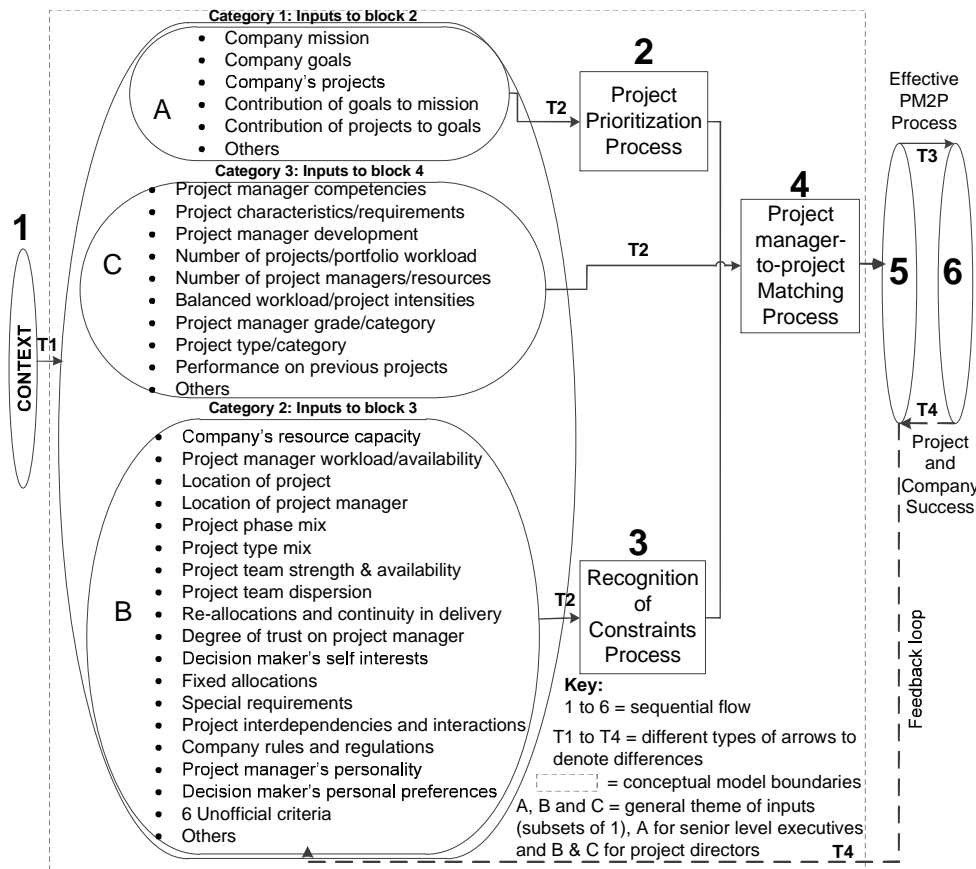 Category 1: Inputs to block 2
• Company mission
• Company goals
• Company's projects
• Contribution of goals to mission
• Contribution of projects to goals
• Others
A
Category 3: Inputs to block 4
• Project manager competencies
• Project characteristics/requirements
• Project manager development
• Number of projects/portfolio workload
• Number of project managers/resources
• Balanced workload/project intensities
• Project manager grade/category
• Project type/category
• Performance on previous projects
• Others
C
Category 2: Inputs to block 3
• Company's resource capacity
• Project manager workload/availability
• Location of project
• Location of project manager
• Project phase mix
• Project type mix
• Project team strength & availability
• Project team dispersion
• Re-allocations and continuity in delivery
• Degree of trust on project manager
• Decision maker's self interests
• Fixed allocations
• Special requirements
• Project interdependencies and interactions
• Company rules and regulations
• Project manager's personality
• Decision maker's personal preferences
• 6 Unofficial criteria
• Others
B
1
CONTEXT
T1
T2
2
Project
Prioritization
Process
T2
T2
3
Recognition
of
Constraints
Process
4
Project
manager-
to-project
Matching
Process
Effective
PM2P
Process
T3
5
6
T4
Project
and
Company
Success
Feedback loop
T4
Key:
1 to 6 = sequential flow
T1 to T4 = different types of arrows to
denote differences
= conceptual model boundaries
A, B and C = general theme of inputs
(subsets of 1), A for senior level executives
and B & C for project directors